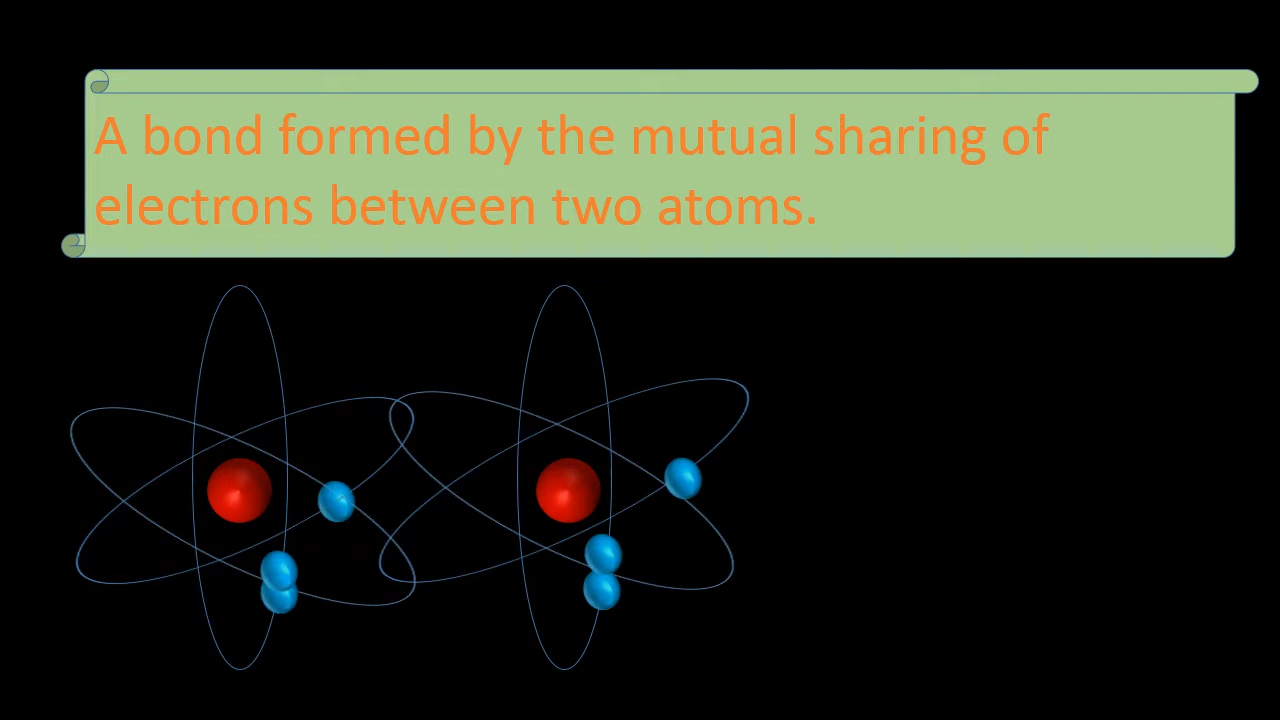 A bond formed by the mutual sharing of
electrons between two atoms.